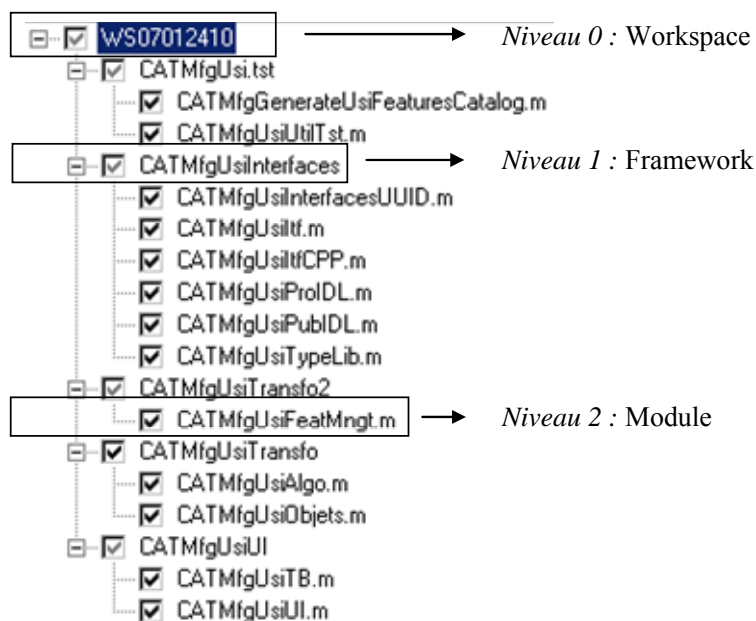 WS07012410 Niveau 0 : Workspace
CATMfgUsi.tst
CATMfgGenerateUsiFeaturesCatalog.m
CATMfgUsiUtilTst.m
CATMfgUsiInterfaces Niveau 1 : Framework
CATMfgUsiInterfacesUUID.m
CATMfgUsiItf.m
CATMfgUsiItfCPP.m
CATMfgUsiProIDL.m
CATMfgUsiPubIDL.m
CATMfgUsiTypeLib.m
CATMfgUsiTransfo2
CATMfgUsiFeatMngt.m Niveau 2 : Module
CATMfgUsiTransfo
CATMfgUsiAlgo.m
CATMfgUsiObjets.m
CATMfgUsiUI
CATMfgUsiTB.m
CATMfgUsiUI.m